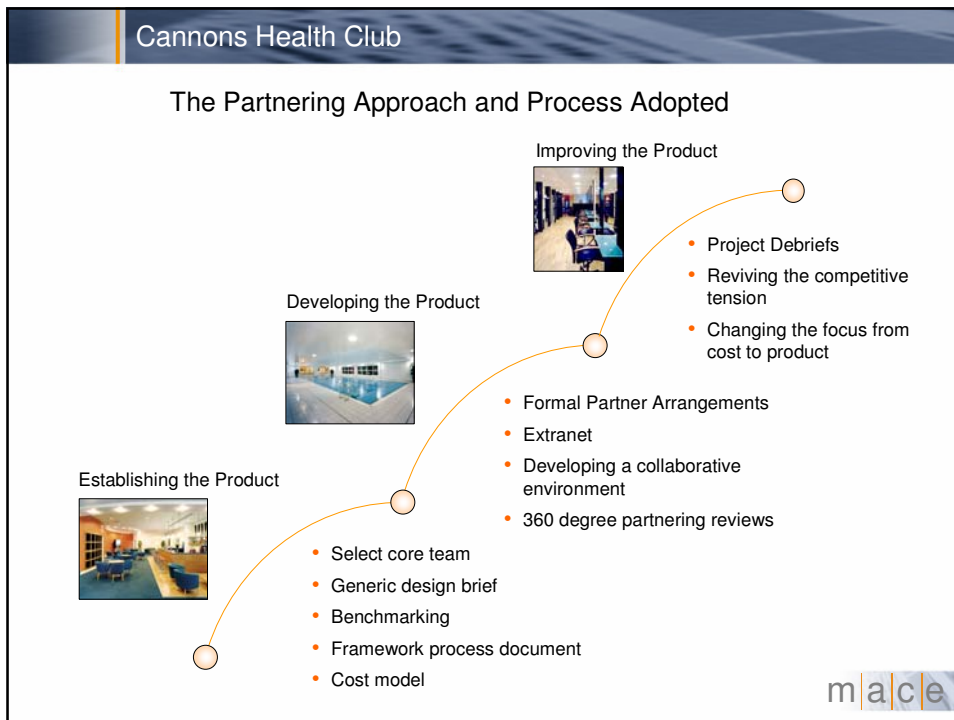 Cannons Health Club
The Partnering Approach and Process Adopted
Improving the Product
• Project Debriefs
• Reviving the competitive
tension
• Changing the focus from
cost to product
Developing the Product
• Formal Partner Arrangements
• Extranet
• Developing a collaborative
environment
• 360 degree partnering reviews
Establishing the Product
• Select core team
• Generic design brief
• Benchmarking
• Framework process document
• Cost model
m|a|c|e